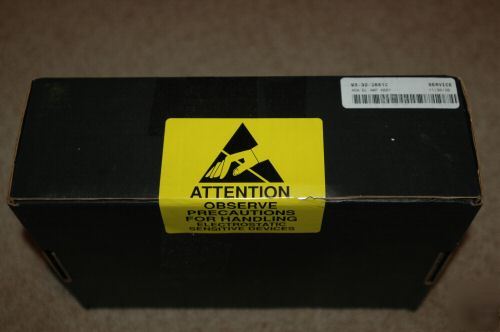 SERVICE
ATTENTION
OBSERVE
PRECAUTIONS
FOR HANDLING
ELECTROSTATIC
SENSITIVE DEVICES